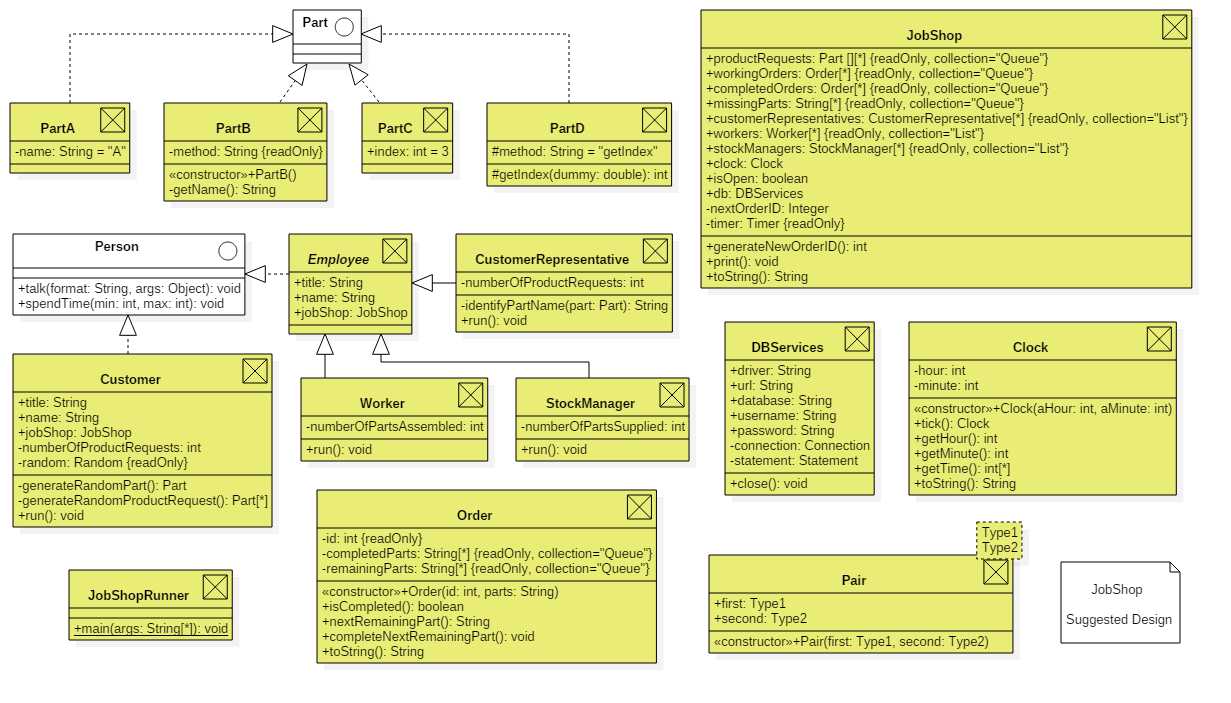 Part
PartA
-name: String = "A"
PartB
-method: String {readOnly}
«constructor»+PartB()
-getName(): String
PartC
+index: int = 3
PartD
#method: String = "getIndex"
#getIndex(dummy: double): int
JobShop
+productRequests: Part [][*] {readOnly, collection="Queue"}
+workingOrders: Order[*] {readOnly, collection="Queue"}
+completedOrders: Order[*] {readOnly, collection="Queue"}
+missingParts: String[*] {readOnly, collection="Queue"}
+customerRepresentatives: CustomerRepresentative[*] {readOnly, collection="List"}
+workers: Worker[*] {readOnly, collection="List"}
+stockManagers: StockManager[*] {readOnly, collection="List"}
+clock: Clock
+isOpen: boolean
+db: DBServices
-nextOrderID: Integer
-timer: Timer {readOnly}
+generateNewOrderID(): int
+print(): void
+toString(): String
Person
+talk(format: String, args: Object): void
+spendTime(min: int, max: int): void
Employee
+title: String
+name: String
+jobShop: JobShop
CustomerRepresentative
-numberOfProductRequests: int
-identifyPartName(part: Part): String
+run(): void
Customer
+title: String
+name: String
+jobShop: JobShop
-numberOfProductRequests: int
-random: Random {readOnly}
-generateRandomPart(): Part
-generateRandomProductRequest(): Part[*]
+run(): void
Worker
-numberOfPartsAssembled: int
+run(): void
StockManager
-numberOfPartsSupplied: int
+run(): void
DBServices
+driver: String
+url: String
+database: String
+username: String
+password: String
-connection: Connection
-statement: Statement
+close(): void
Clock
-hour: int
-minute: int
«constructor»+Clock(aHour: int, aMinute: int)
+tick(): Clock
+getHour(): int
+getMinute(): int
+getTime(): int[*]
+toString(): String
Order
-id: int {readOnly}
-completedParts: String[*] {readOnly, collection="Queue"}
-remainingParts: String[*] {readOnly, collection="Queue"}
«constructor»+Order(id: int, parts: String)
+isCompleted(): boolean
+nextRemainingPart(): String
+completeNextRemainingPart(): void
+toString(): String
JobShopRunner
+main(args: String[*]): void
Type1
Type2
Pair
+first: Type1
+second: Type2
«constructor»+Pair(first: Type1, second: Type2)
JobShop
Suggested Design